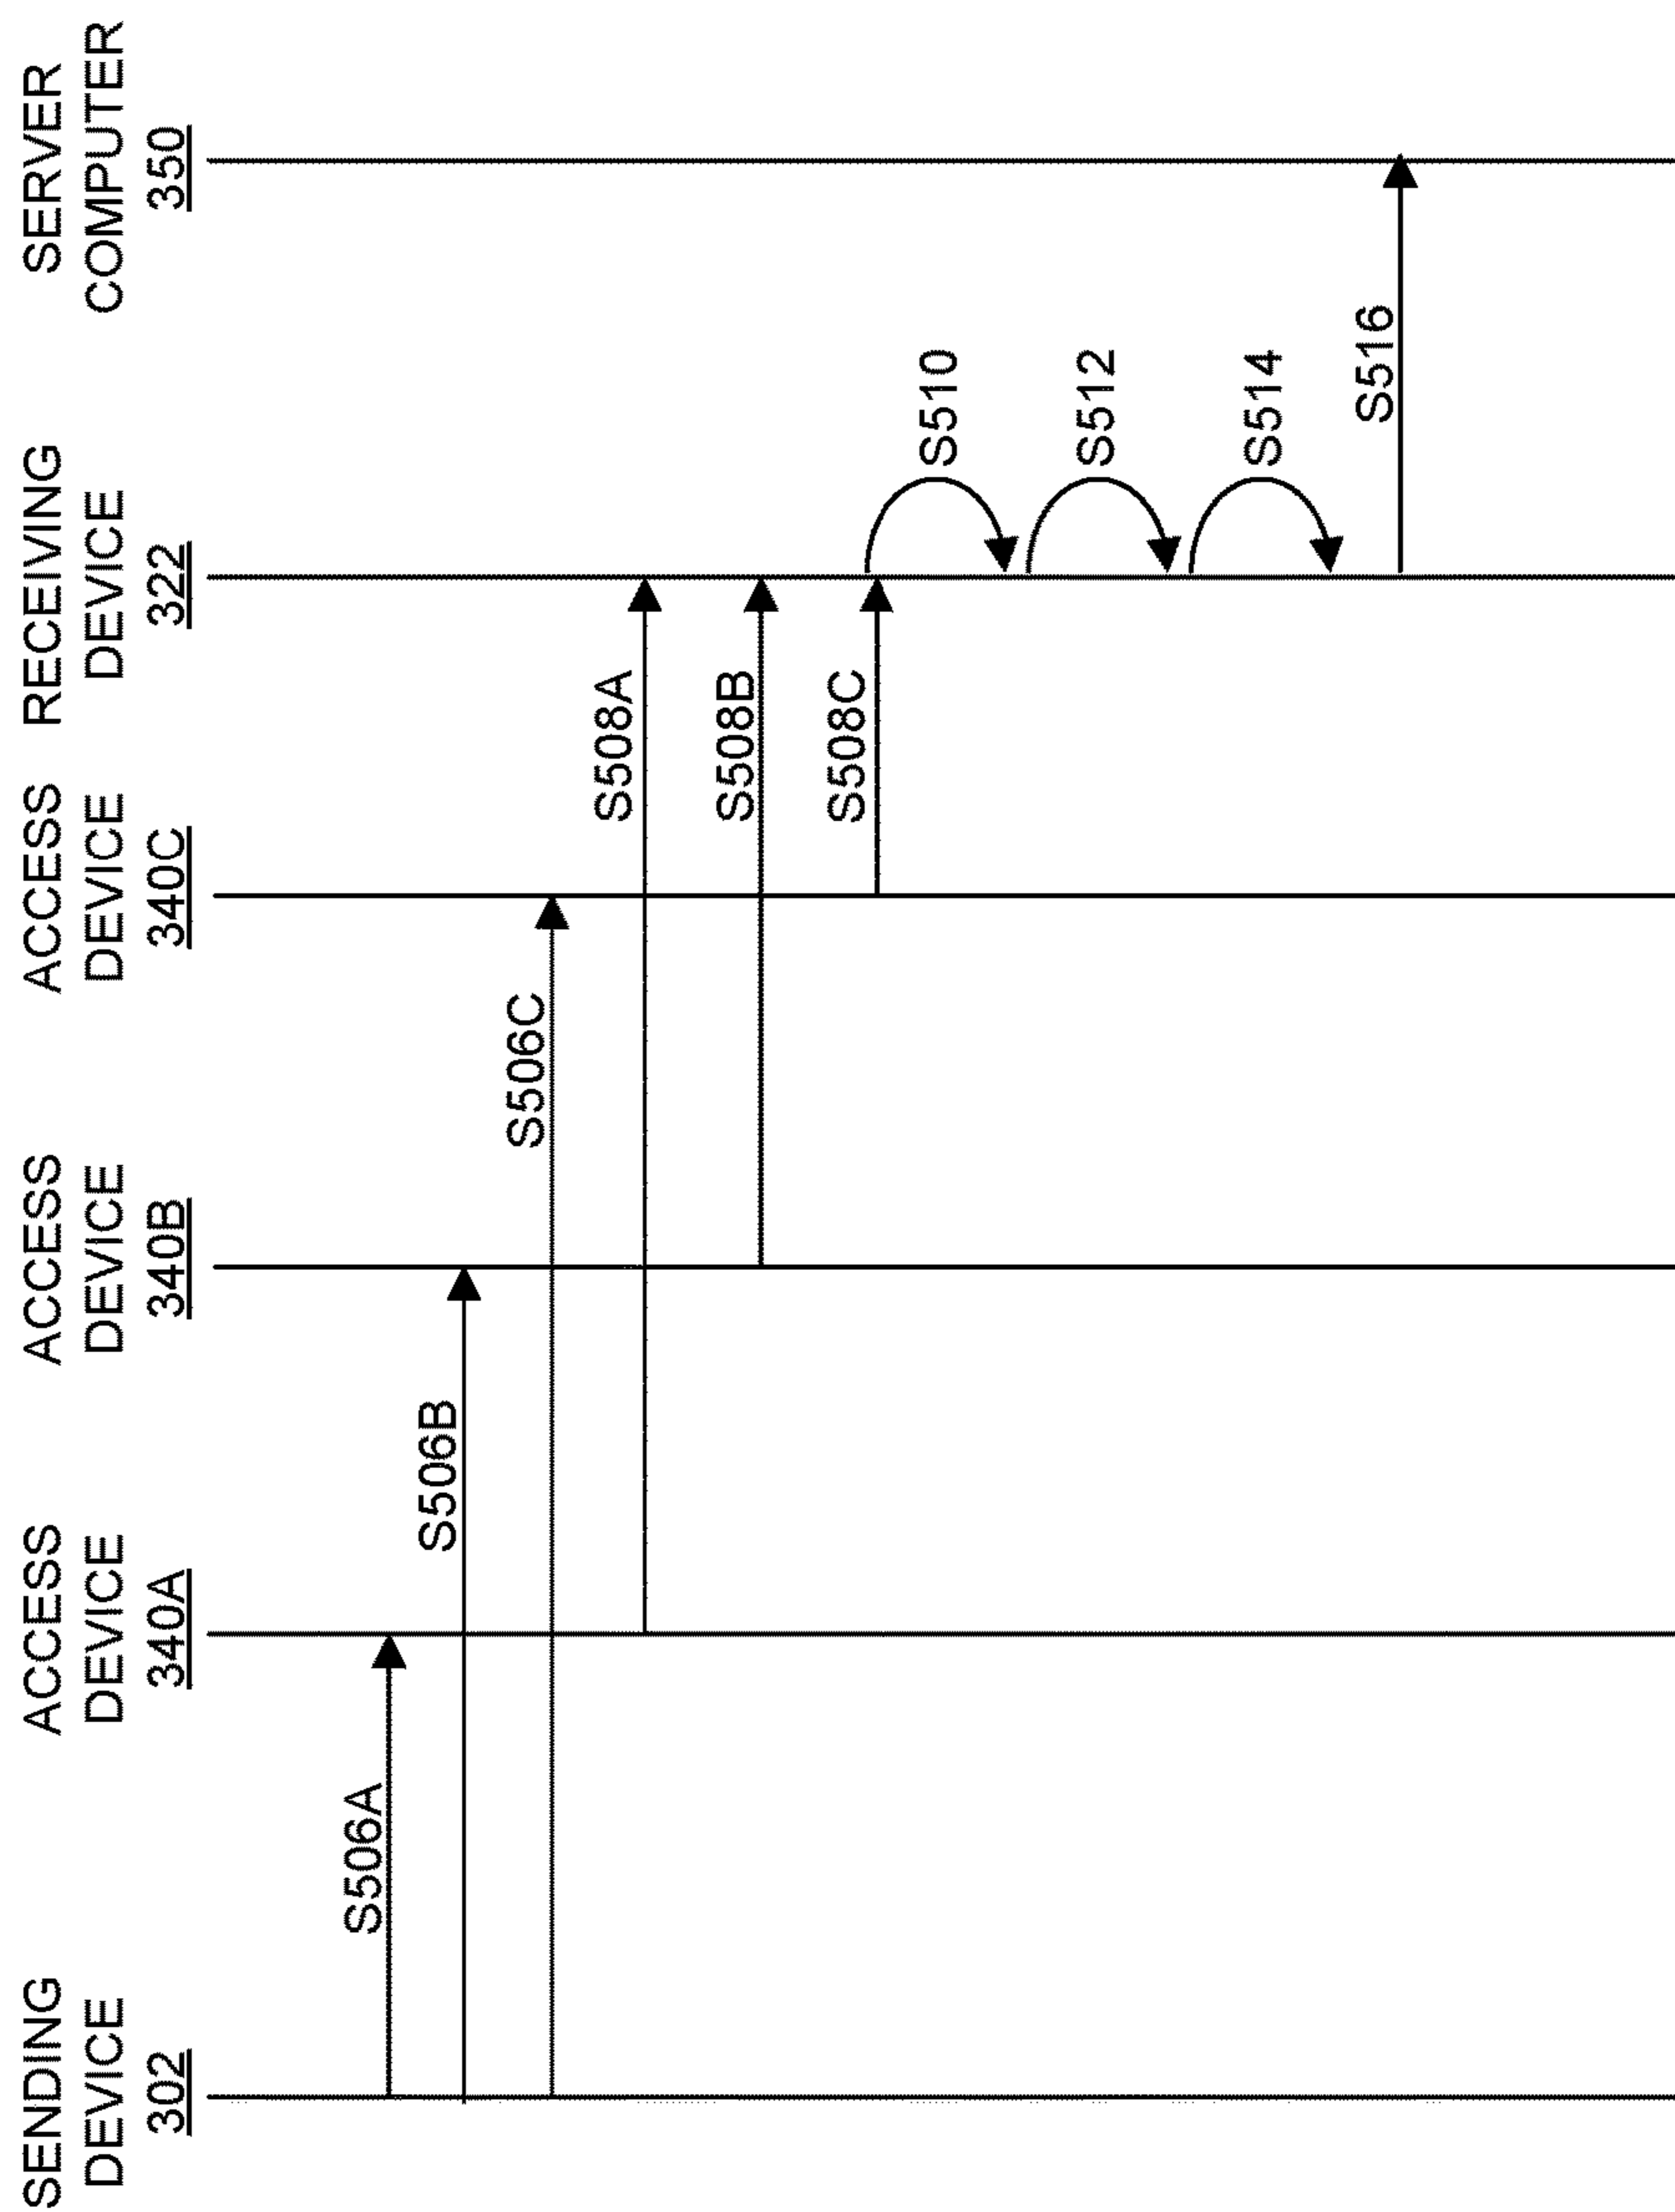 SENDING
DEVICE
302
ACCESS
DEVICE
340A
ACCESS
DEVICE
340B
ACCESS
DEVICE
340C
RECEIVING
DEVICE
322
SERVER
COMPUTER
350
S506A
S506B
S506C
S508A
S508B
S508C
S510
S512
S514
S516